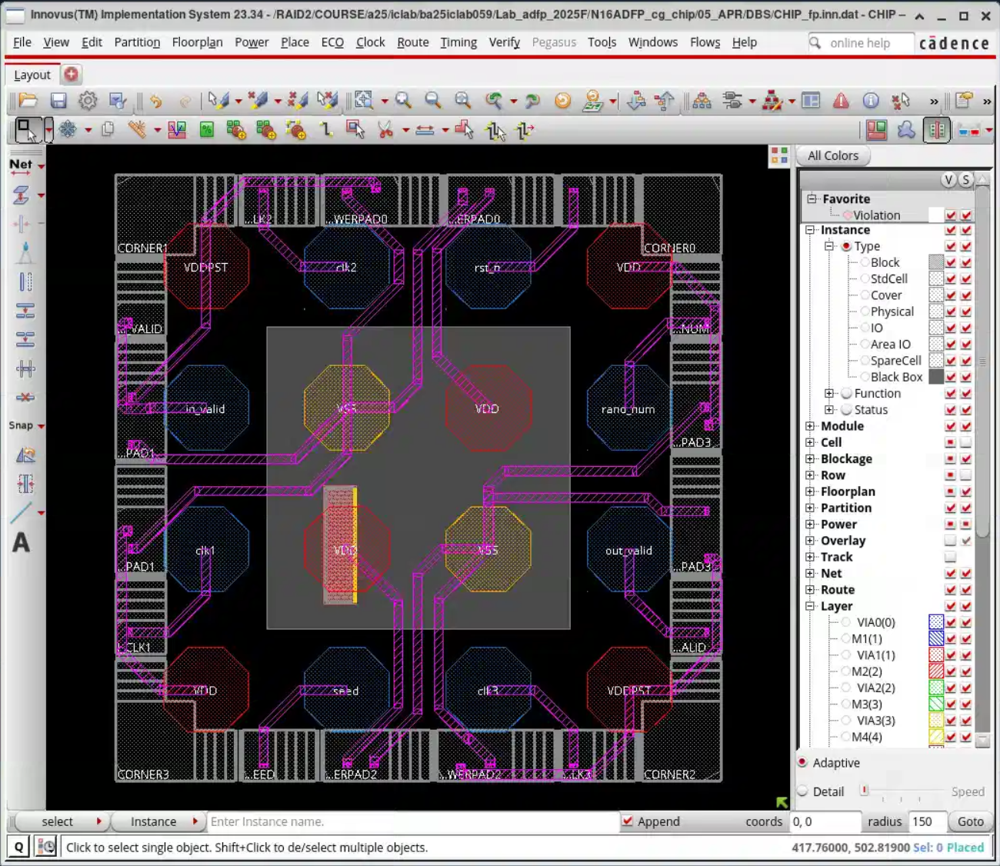 Innovus(TM) Implementation System 23.34 - /RAID2/COURSE/a25/iclab/ba25iclab059/Lab_adfp_2025F/N16ADFP_cg_chip/05_APR/DBS/CHIP_fp.inn.dat - CHIP –
File View Edit Partition Floorplan Power Place ECO Clock Route Timing Verify Pegasus Tools Windows Flows Help online help cādence
Layout
»
»
Net
Snap
A
All Colors
V S
Favorite
Violation
Instance
Type
Block
StdCell
Cover
Physical
IO
Area IO
SpareCell
Black Box
Function
Status
Module
Cell
Blockage
Row
Floorplan
Partition
Power
Overlay
Track
Net
Route
Layer
VIA0(0)
M1(1)
VIA1(1)
M2(2)
VIA2(2)
M3(3)
VIA3(3)
M4(4)
Adaptive
Detail Speed
...LK2 ...WERPAD0 ...ERPAD0
CORNER1 CORNER0
VDDPST clk2 rst_n VDD
..._VALID ...NUM
in_valid VSS VDD rand_num
...PAD1 ...PAD3
clk1 VDD VSS out_valid
...PAD1 ...PAD3
...CLK1 ...ALID
VDD seed clk3 VDDPST
CORNER3 ...EED ...ERPAD2 ...WERPAD2 ...LK3 CORNER2
select Instance Enter Instance name. Append coords 0, 0 radius 150 Goto
Q Click to select single object. Shift+Click to de/select multiple objects. 417.76000, 502.81900 Sel: 0 Placed